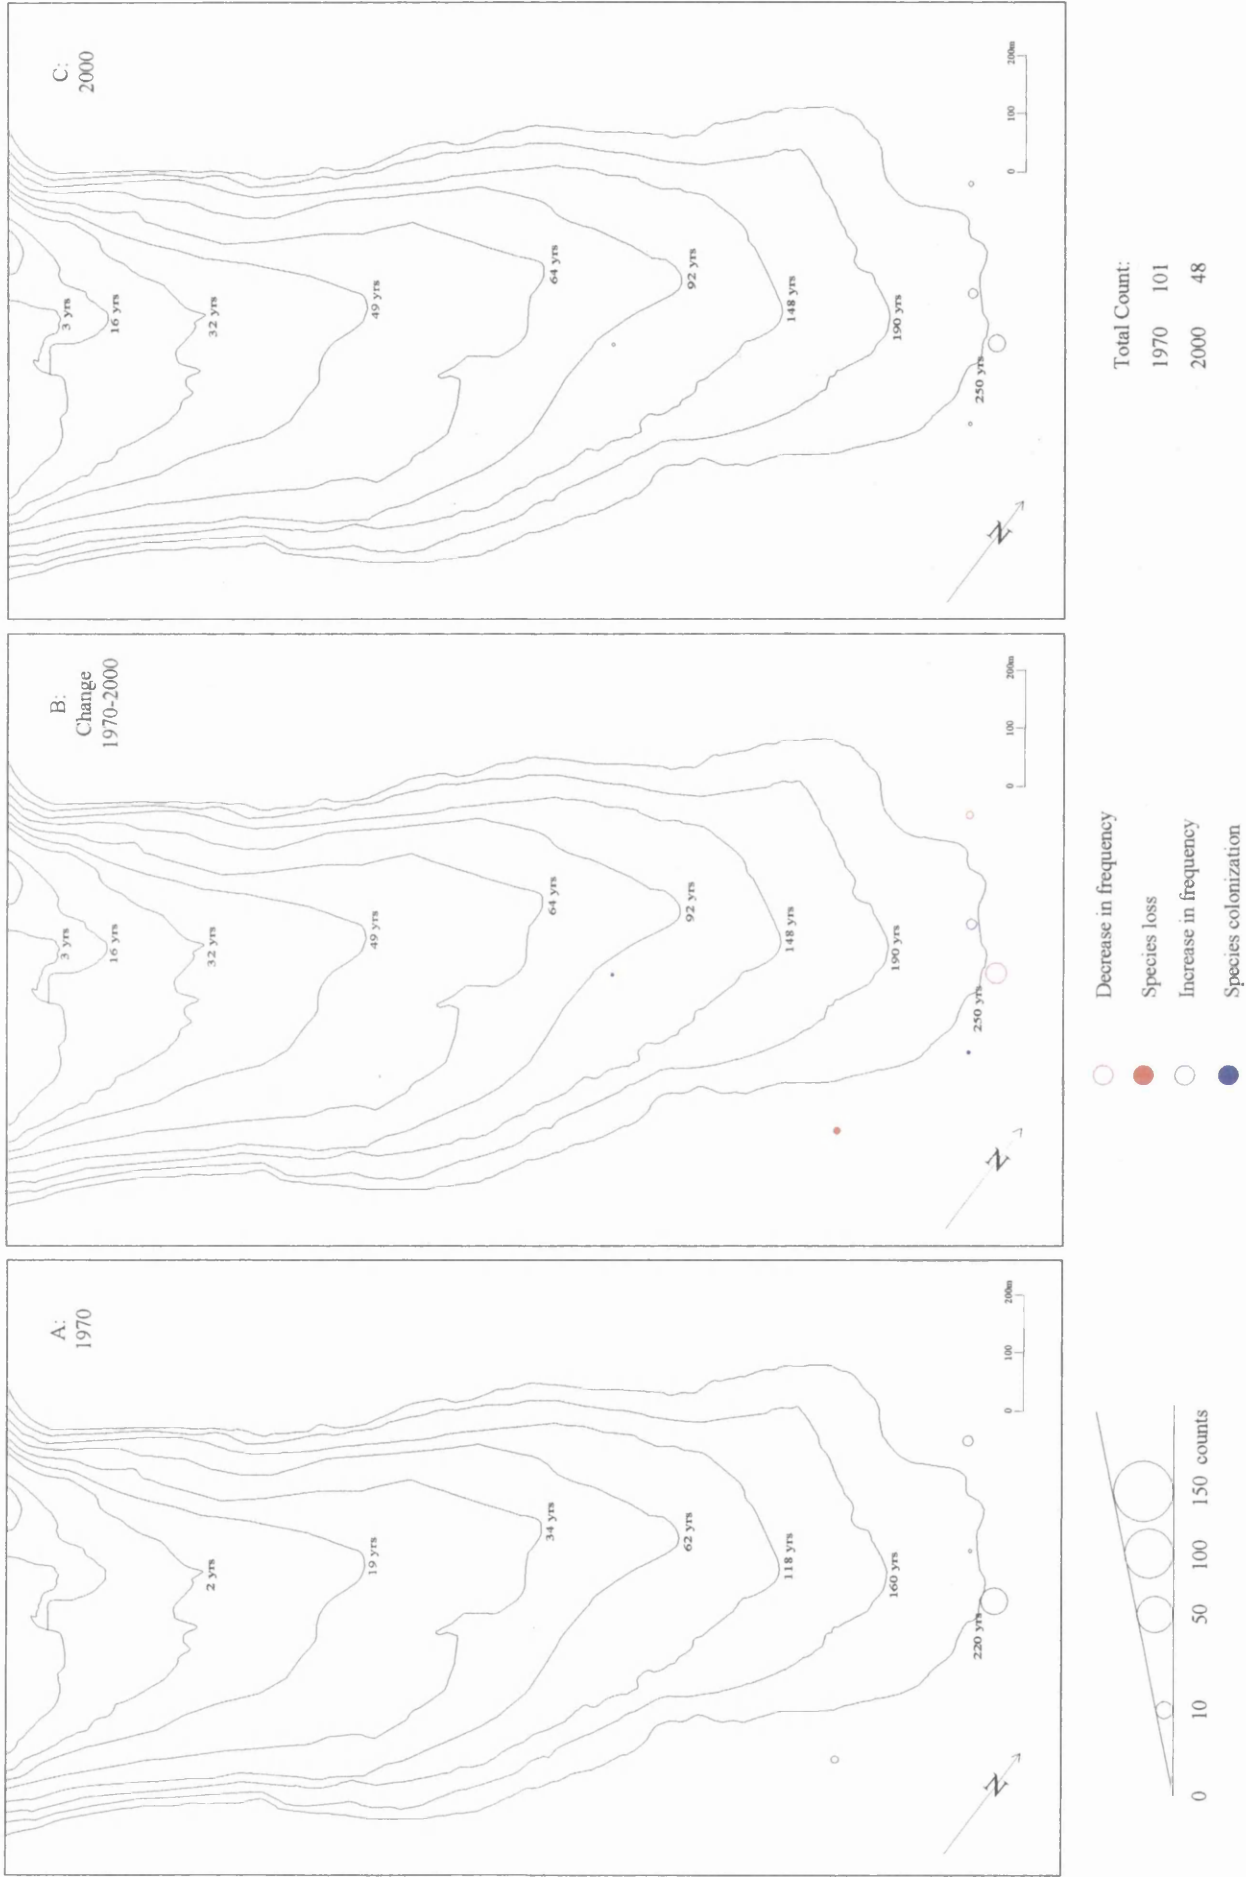 A:
1970
2 yrs
19 yrs
34 yrs
62 yrs
118 yrs
160 yrs
220 yrs
N
0 100 200m
B:
Change
1970-2000
3 yrs
16 yrs
32 yrs
49 yrs
64 yrs
92 yrs
148 yrs
190 yrs
250 yrs
N
0 100 200m
C:
2000
3 yrs
16 yrs
32 yrs
49 yrs
64 yrs
92 yrs
148 yrs
190 yrs
250 yrs
N
0 100 200m
0 10 50 100 150 counts
Decrease in frequency
Species loss
Increase in frequency
Species colonization
Total Count:
1970 101
2000 48